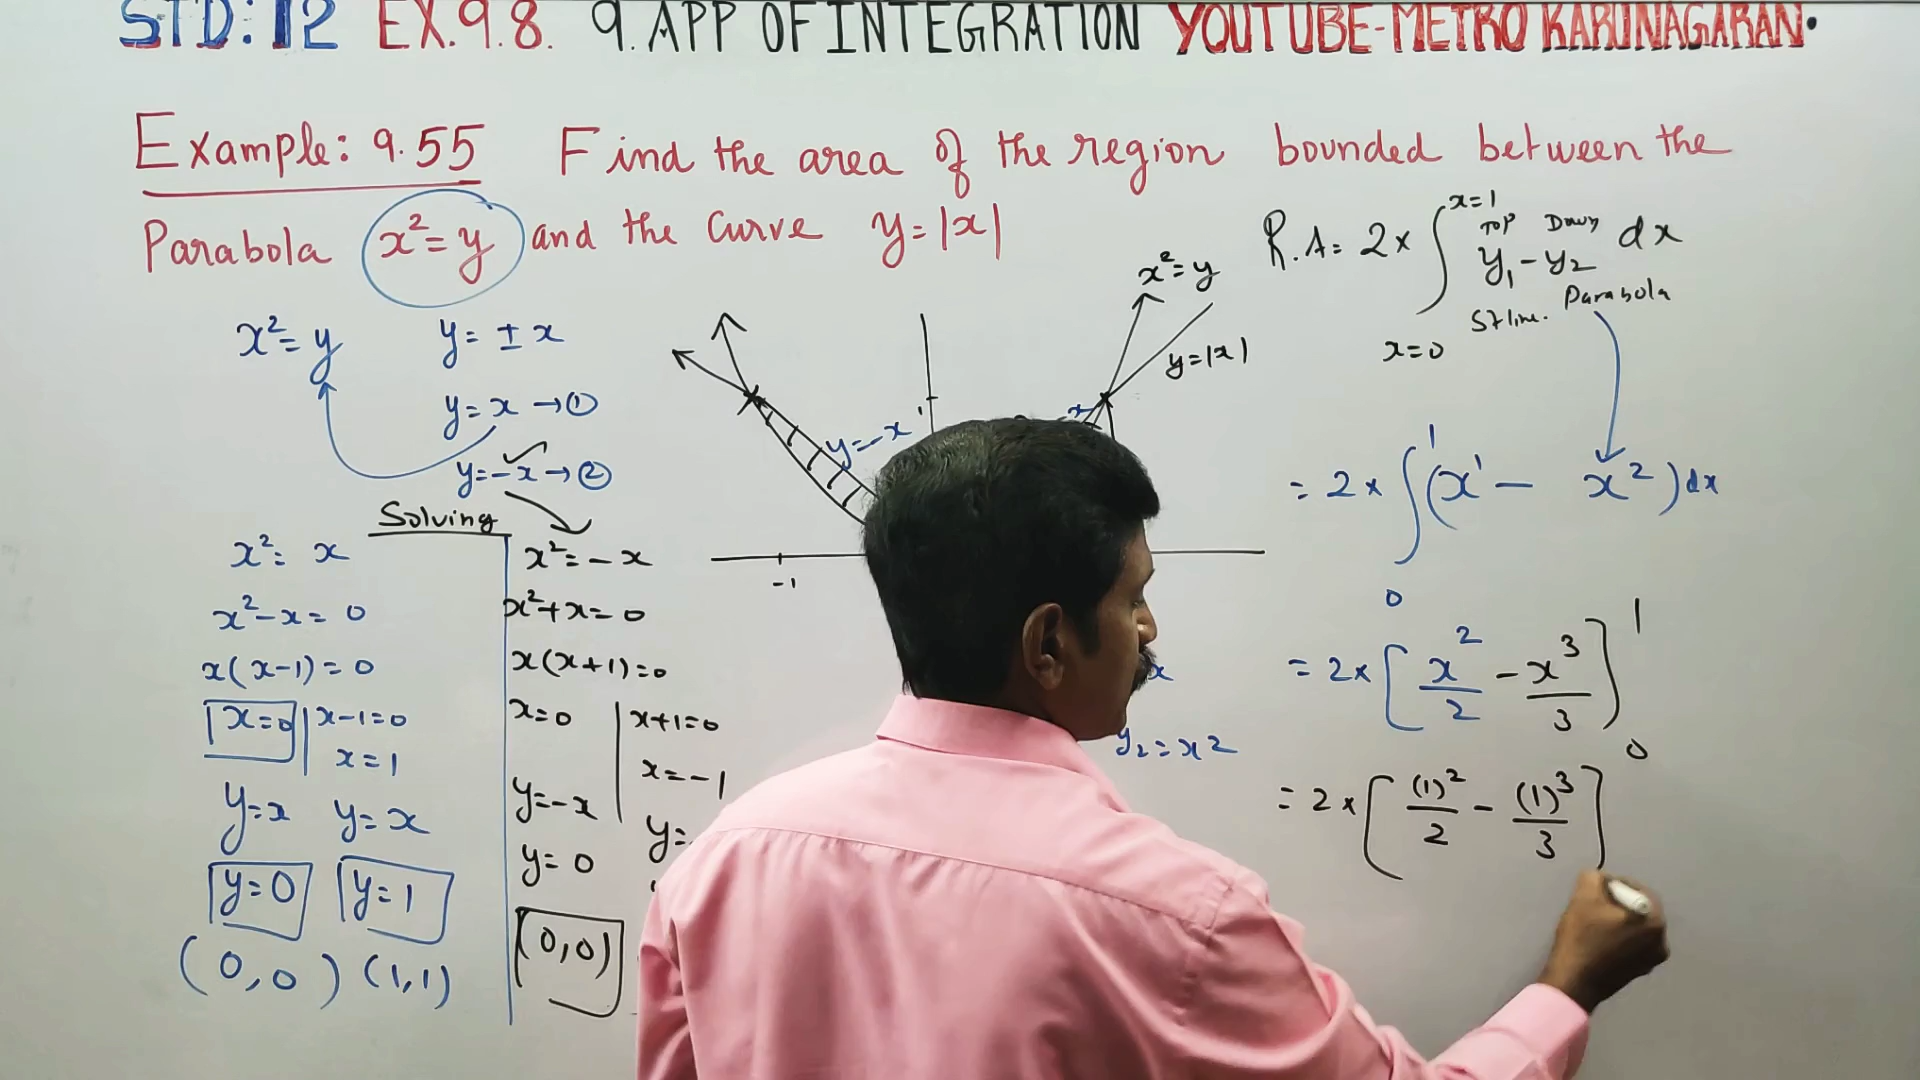 STD: 12 EX.9.8. 9. APP OF INTEGRATION YOUTUBE-METRO KARUNAGARAN.
Example: 9.55 Find the area of the region bounded between the
Parabola x²=y and the curve y=|x|
x²=y y=±x
y=x→①
y=-x→②
Solving
x²=x
x²-x=0
x(x-1)=0
x=0 | x-1=0
x=1
y=x y=x
y=0 y=1
(0,0) (1,1)
x²=-x
x²+x=0
x(x+1)=0
x=0 | x+1=0
x=-1
y=-x
y=0
y=
(0,0)
x²=y
y=|x|
y=-x
x
1
-1
x
y₂=x²
R.A=2×∫ y₁-y₂ dx
x=1
Top Down
St line. Parabola
x=0
=2×∫₀¹(x¹-x²)dx
=2×[x²/2-x³/3]₀¹
=2×[(1)²/2-(1)³/3]